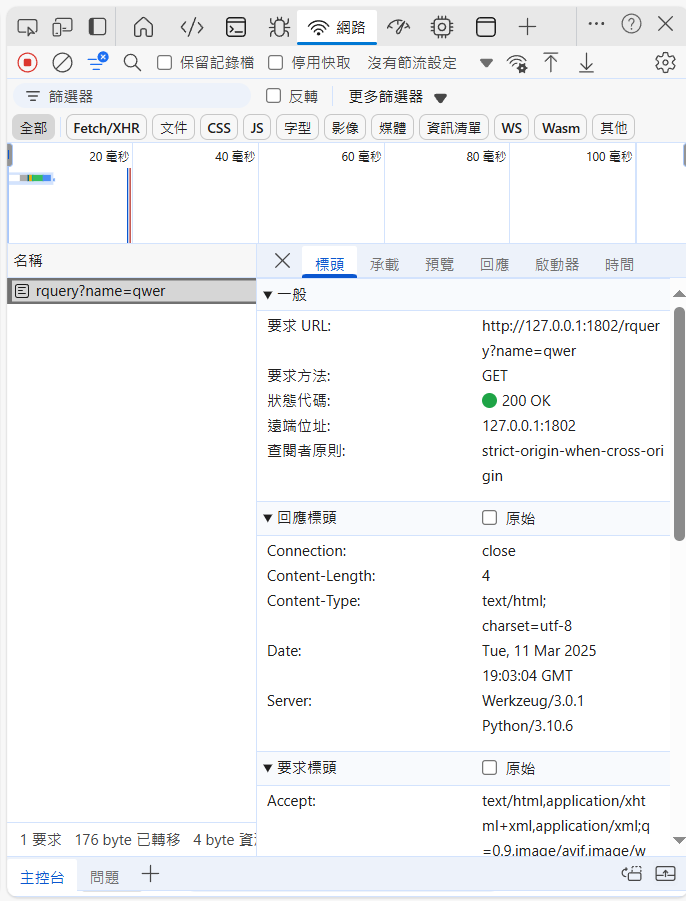 網路
保留記錄檔 停用快取 沒有節流設定
篩選器 反轉 更多篩選器
全部 Fetch/XHR 文件 CSS JS 字型 影像 媒體 資訊清單 WS Wasm 其他
20 毫秒 40 毫秒 60 毫秒 80 毫秒 100 毫秒
名稱
rquery?name=qwer
標頭 承載 預覽 回應 啟動器 時間
一般
要求 URL: http://127.0.0.1:1802/rquer
y?name=qwer
要求方法: GET
狀態代碼: 200 OK
遠端位址: 127.0.0.1:1802
查閱者原則: strict-origin-when-cross-ori
gin
回應標頭 原始
Connection: close
Content-Length: 4
Content-Type: text/html;
charset=utf-8
Date: Tue, 11 Mar 2025
19:03:04 GMT
Server: Werkzeug/3.0.1
Python/3.10.6
要求標頭 原始
Accept: text/html,application/xht
ml+xml,application/xml;q
=0.9,image/avif,image/w
1 要求 176 byte 已轉移 4 byte 資
主控台 問題